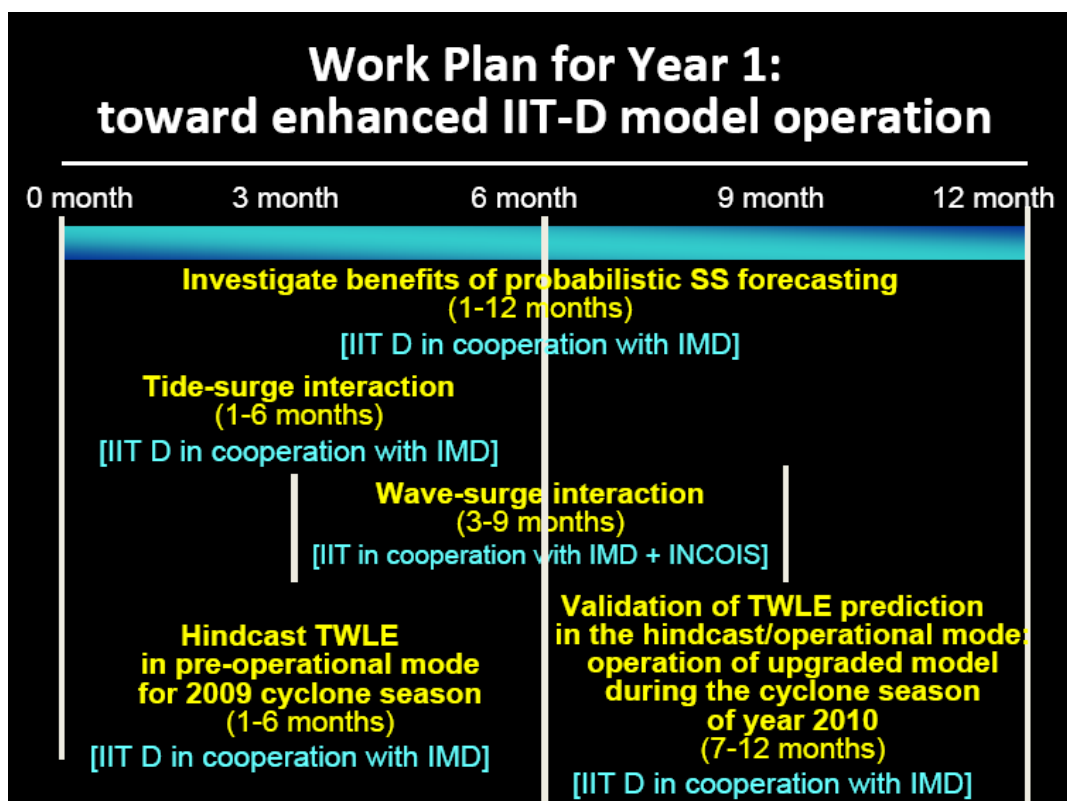 Work Plan for Year 1:
toward enhanced IIT-D model operation
0 month 3 month 6 month 9 month 12 month
Investigate benefits of probabilistic SS forecasting
(1-12 months)
[IIT D in cooperation with IMD]
Tide-surge interaction
(1-6 months)
[IIT D in cooperation with IMD]
Wave-surge interaction
(3-9 months)
[IIT in cooperation with IMD + INCOIS]
Hindcast TWLE
in pre-operational mode
for 2009 cyclone season
(1-6 months)
[IIT D in cooperation with IMD]
Validation of TWLE prediction
in the hindcast/operational mode:
operation of upgraded model
during the cyclone season
of year 2010
(7-12 months)
[IIT D in cooperation with IMD]